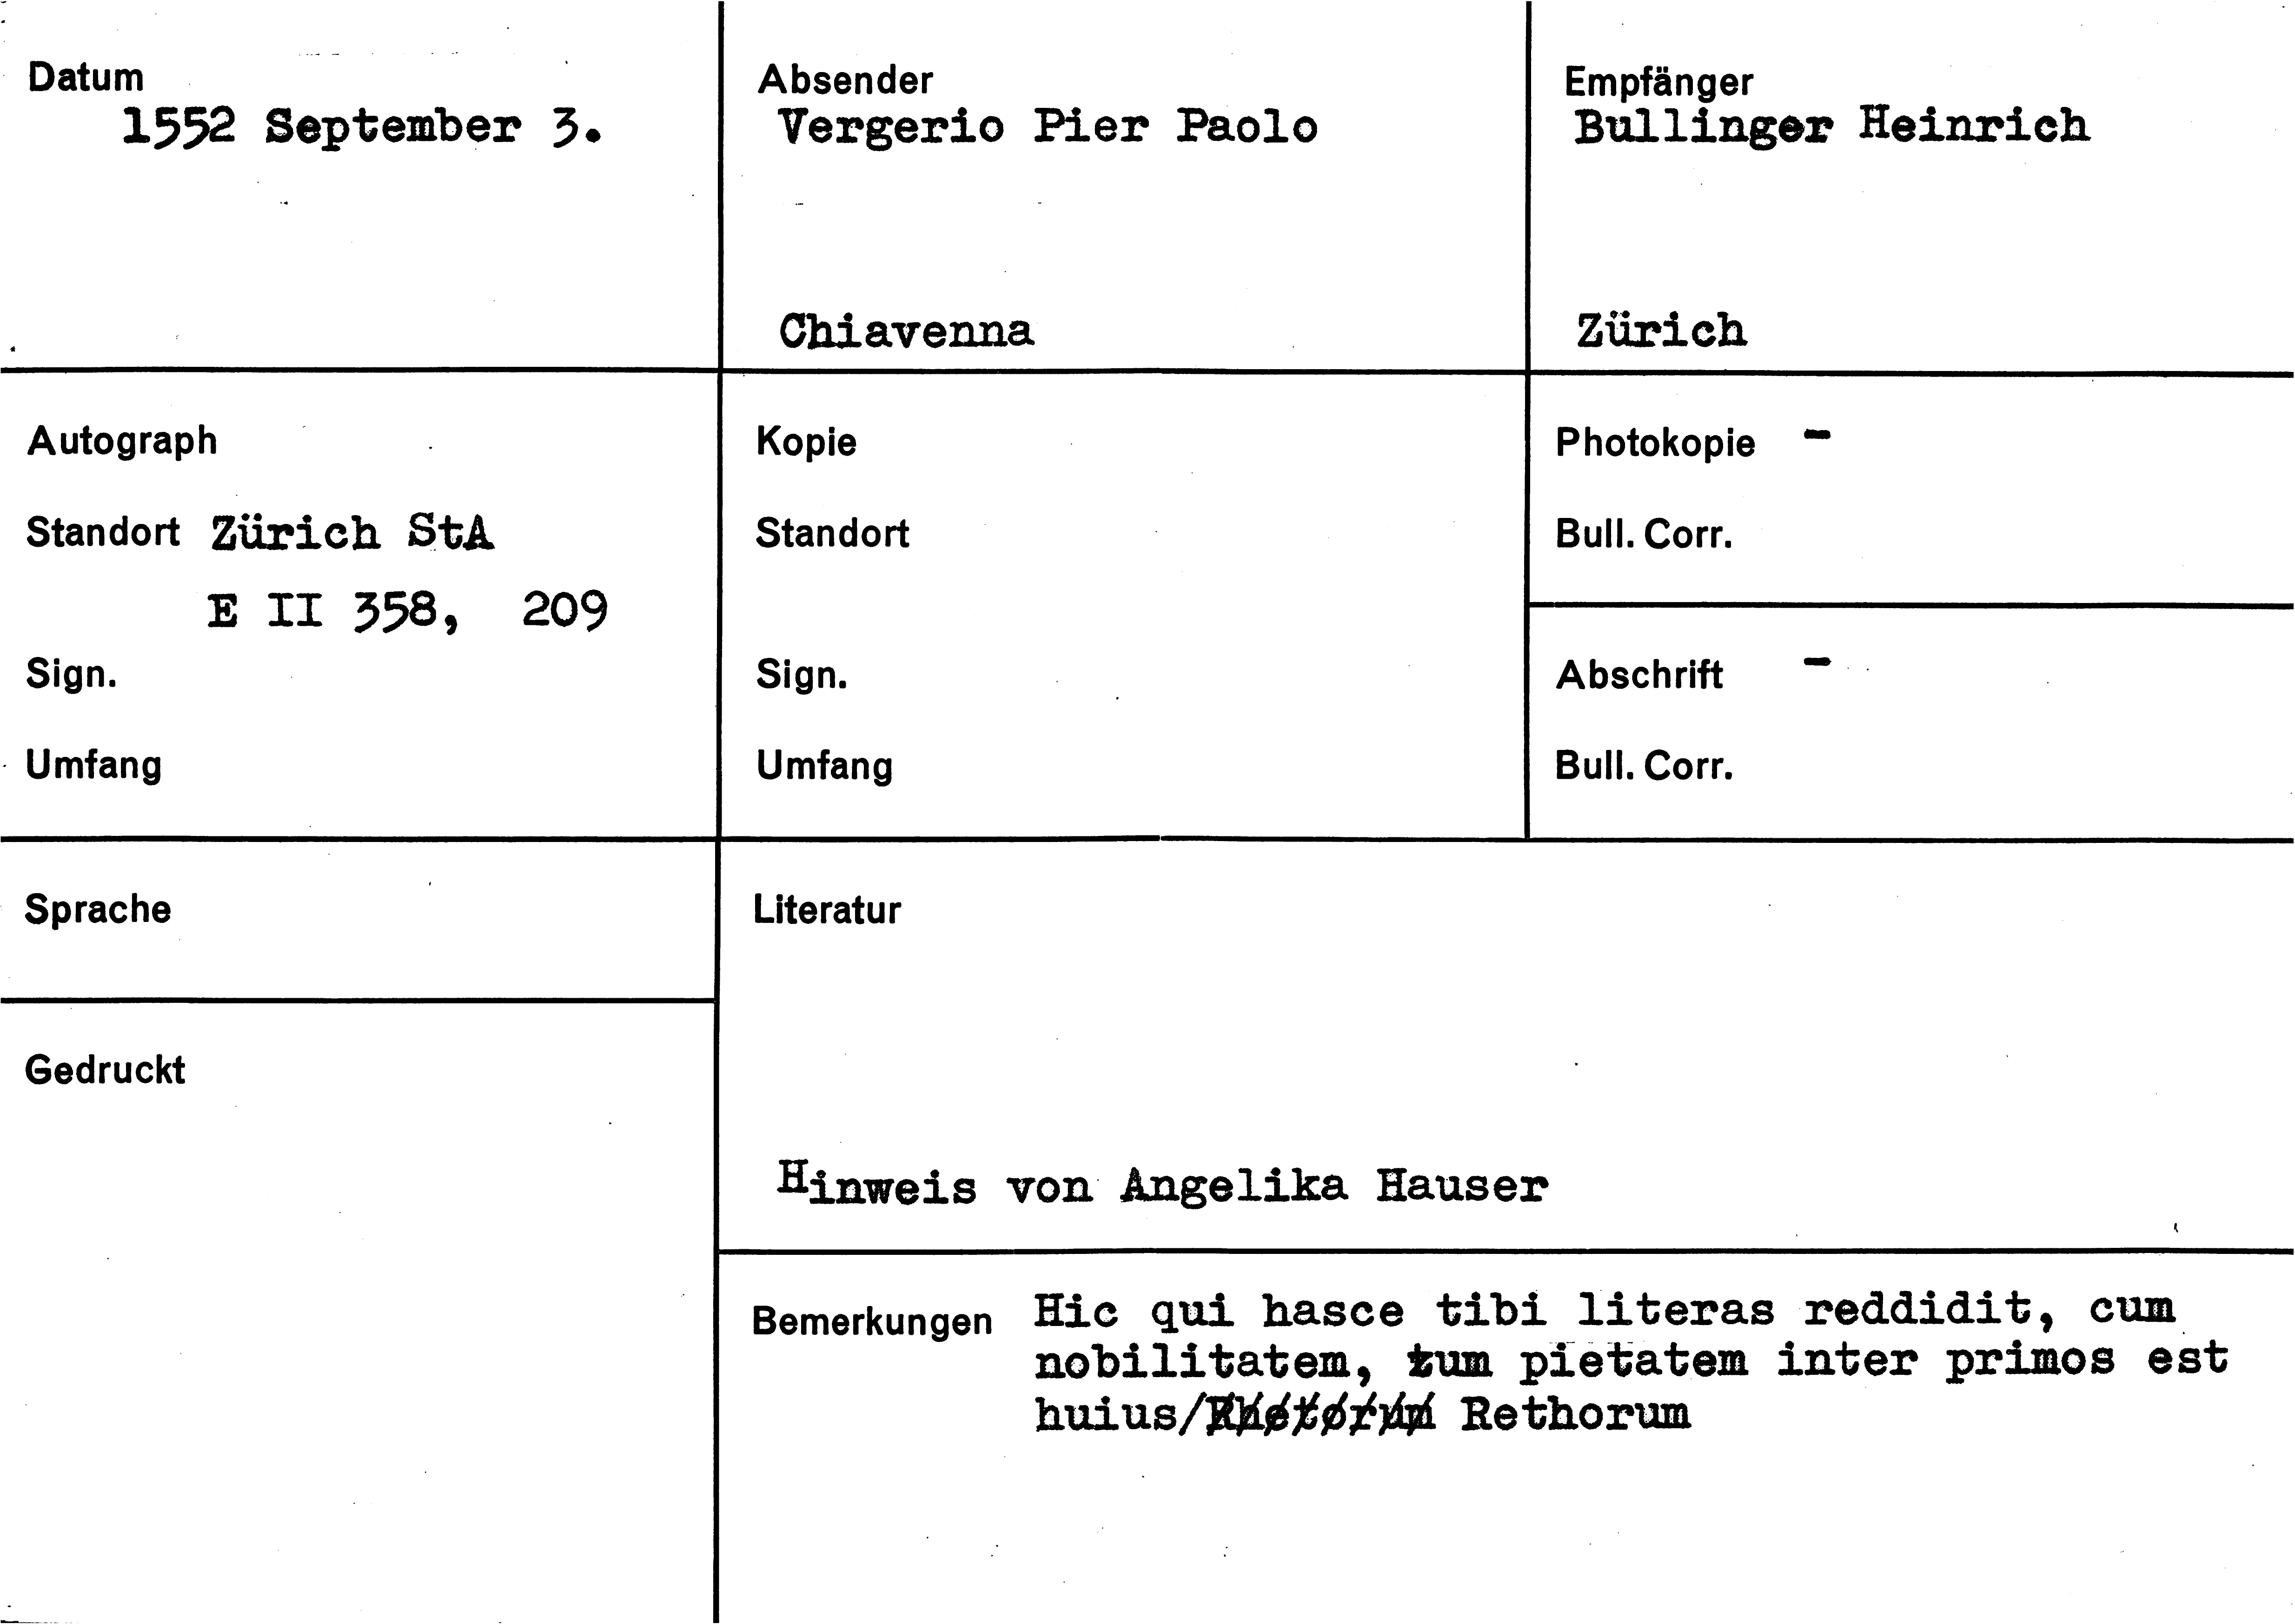 Datum
1552 September 3.
Absender
Vergerio Pier Paolo
Chiavenna
Empfänger
Bullinger Heinrich
Zürich
Autograph
Standort Zürich StA
E II 358, 209
Sign.
Umfang
Kopie
Standort
Sign.
Umfang
Photokopie -
Bull. Corr.
Abschrift -
Bull. Corr.
Sprache
Gedruckt
Literatur
Hinweis von Angelika Hauser
Bemerkungen Hic qui hasce tibi literas reddidit, cum
nobilitatem, tum pietatem inter primos est
huius/Rhetorum Rethorum